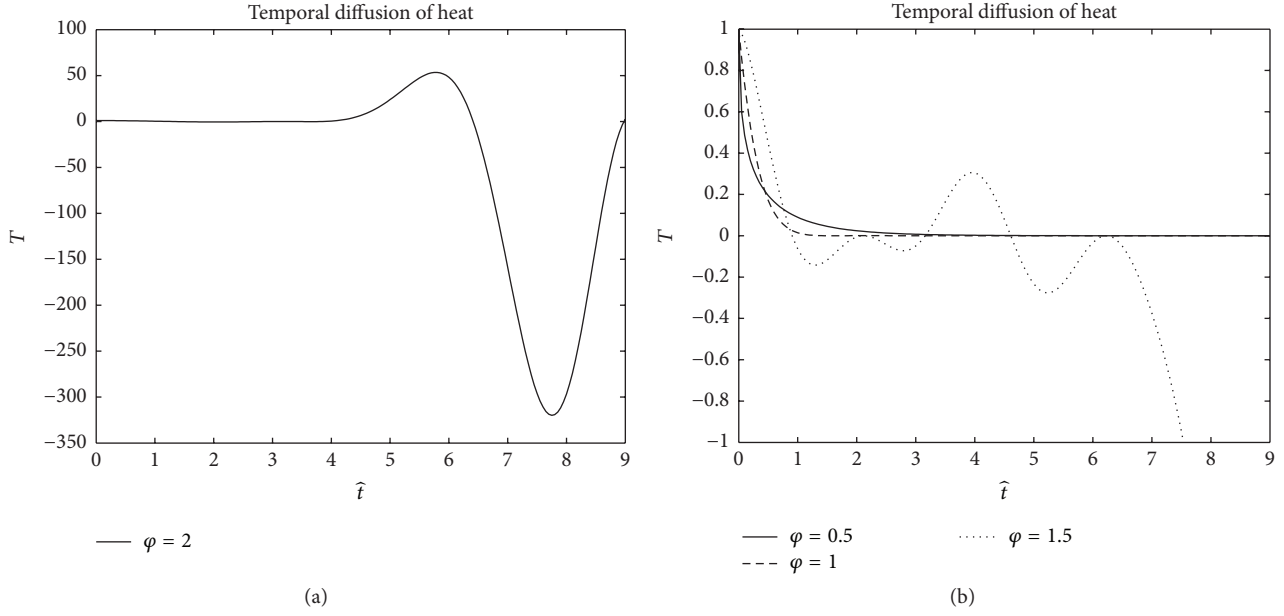 Temporal diffusion of heat
100
50
0
−50
−100
−150
−200
−250
−300
−350
T
0 1 2 3 4 5 6 7 8 9
t̂
φ = 2
(a)
Temporal diffusion of heat
1
0.8
0.6
0.4
0.2
0
−0.2
−0.4
−0.6
−0.8
−1
T
0 1 2 3 4 5 6 7 8 9
t̂
φ = 0.5
φ = 1
φ = 1.5
(b)